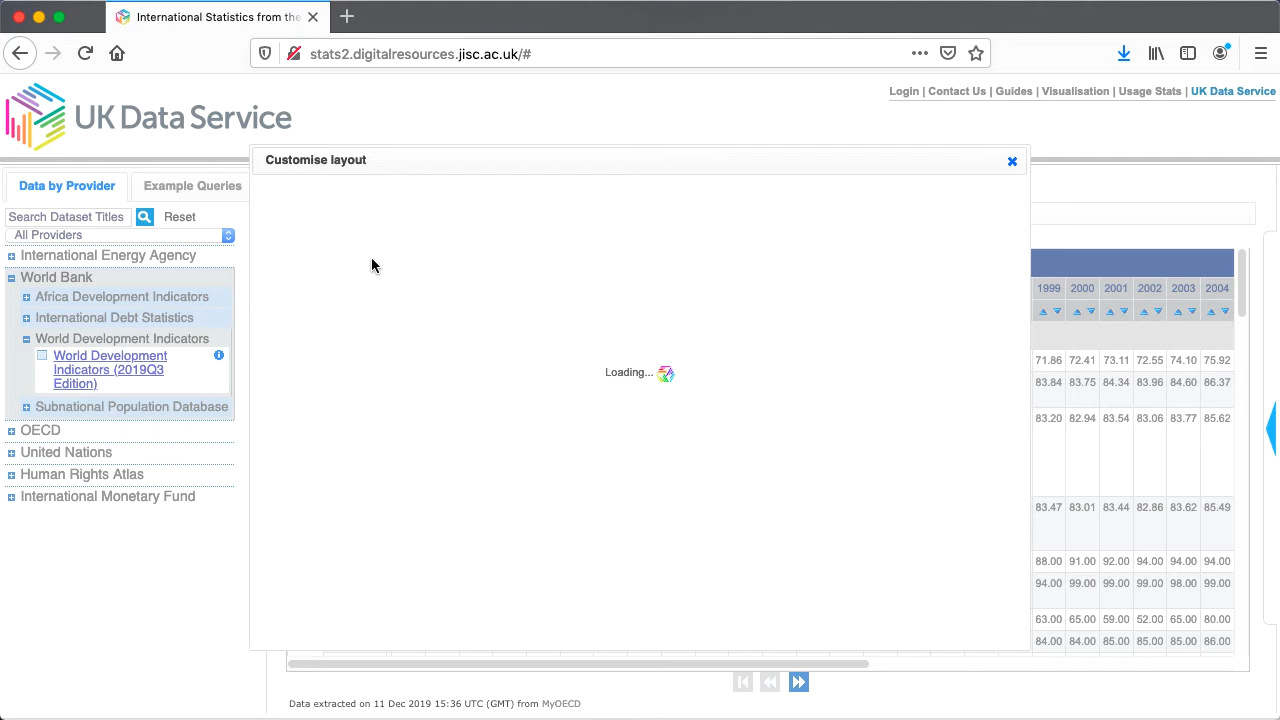 International Statistics from the
stats2.digitalresources.jisc.ac.uk/#
Login | Contact Us | Guides | Visualisation | Usage Stats | UK Data Service
UK Data Service
Customise layout
Data by Provider
Example Queries
Search Dataset Titles
Reset
All Providers
International Energy Agency
World Bank
Africa Development Indicators
International Debt Statistics
World Development Indicators
World Development
Indicators (2019Q3
Edition)
Subnational Population Database
OECD
United Nations
Human Rights Atlas
International Monetary Fund
Loading...
1999 2000 2001 2002 2003 2004
71.86 72.41 73.11 72.55 74.10 75.92
83.84 83.75 84.34 83.96 84.60 86.37
83.20 82.94 83.54 83.06 83.77 85.62
83.47 83.01 83.44 82.86 83.62 85.49
88.00 91.00 92.00 94.00 94.00 94.00
94.00 99.00 99.00 99.00 98.00 99.00
63.00 65.00 59.00 52.00 65.00 80.00
84.00 84.00 85.00 85.00 85.00 86.00
Data extracted on 11 Dec 2019 15:36 UTC (GMT) from MyOECD